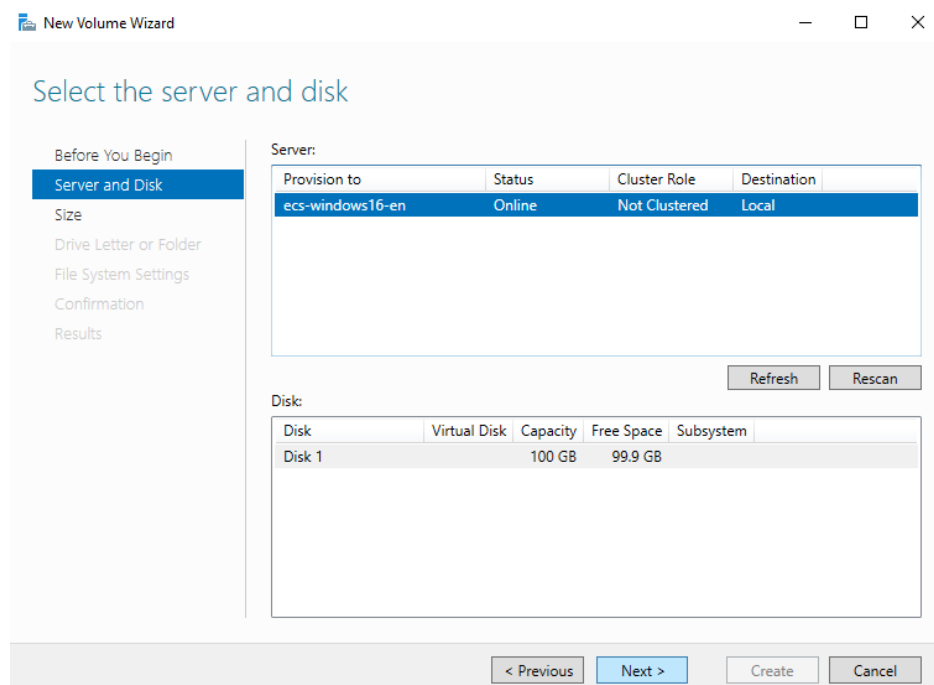 New Volume Wizard
Select the server and disk
Before You Begin
Server and Disk
Size
Drive Letter or Folder
File System Settings
Confirmation
Results
Server:
Provision to Status Cluster Role Destination
ecs-windows16-en Online Not Clustered Local
Refresh Rescan
Disk:
Disk Virtual Disk Capacity Free Space Subsystem
Disk 1 100 GB 99.9 GB
< Previous Next > Create Cancel